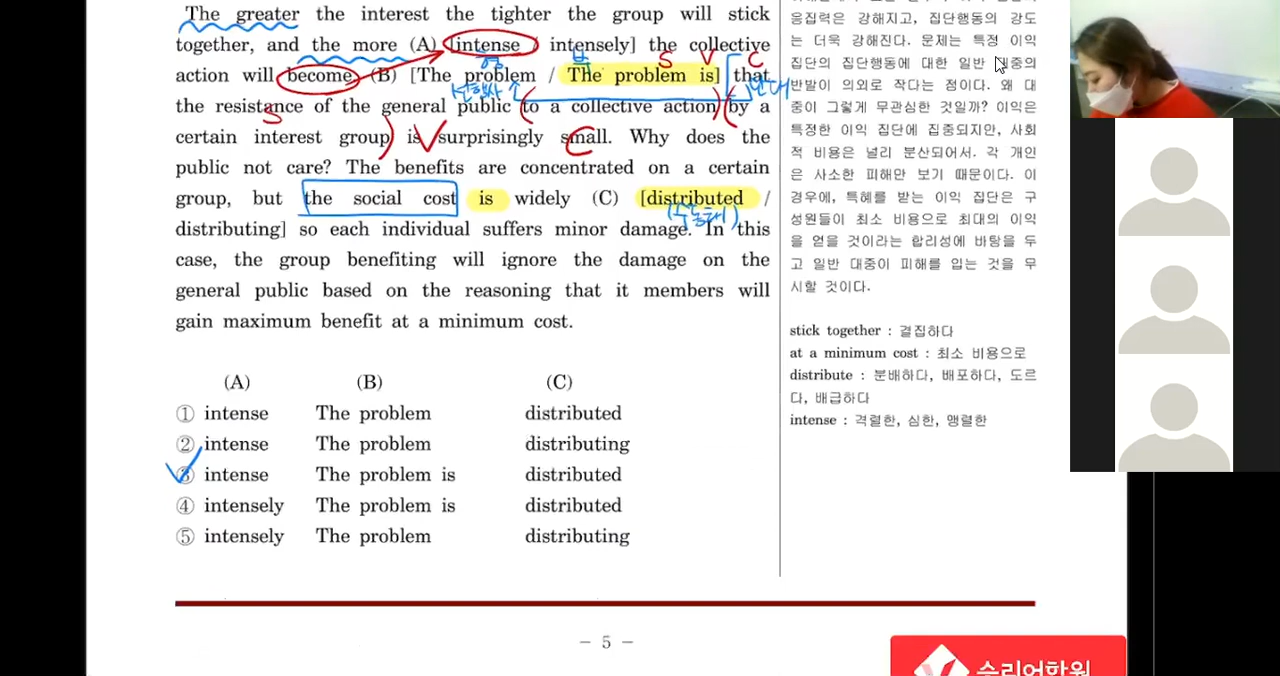 The greater the interest the tighter the group will stick
together, and the more (A) [intense / intensely] the collective
action will become. (B) [The problem / The problem is] that
the resistance of the general public to a collective action by a
certain interest group is surprisingly small. Why does the
public not care? The benefits are concentrated on a certain
group, but the social cost is widely (C) [distributed /
distributing] so each individual suffers minor damage. In this
case, the group benefiting will ignore the damage on the
general public based on the reasoning that it members will
gain maximum benefit at a minimum cost.
(A) (B) (C)
① intense The problem distributed
② intense The problem distributing
③ intense The problem is distributed
④ intensely The problem is distributed
⑤ intensely The problem distributing
응집력은 강해지고, 집단행동의 강도
는 더욱 강해진다. 문제는 특정 이익
집단의 집단행동에 대한 일반 대중의
반발이 의외로 작다는 점이다. 왜 대
중이 그렇게 무관심한 것일까? 이익은
특정한 이익 집단에 집중되지만, 사회
적 비용은 널리 분산되어서. 각 개인
은 사소한 피해만 보기 때문이다. 이
경우에, 특혜를 받는 이익 집단은 구
성원들이 최소 비용으로 최대의 이익
을 얻을 것이라는 합리성에 바탕을 두
고 일반 대중이 피해를 입는 것을 무
시할 것이다.
stick together : 결집하다
at a minimum cost : 최소 비용으로
distribute : 분배하다, 배포하다, 도르
다, 배급하다
intense : 격렬한, 심한, 맹렬한
S V C
S V C
- 5 -